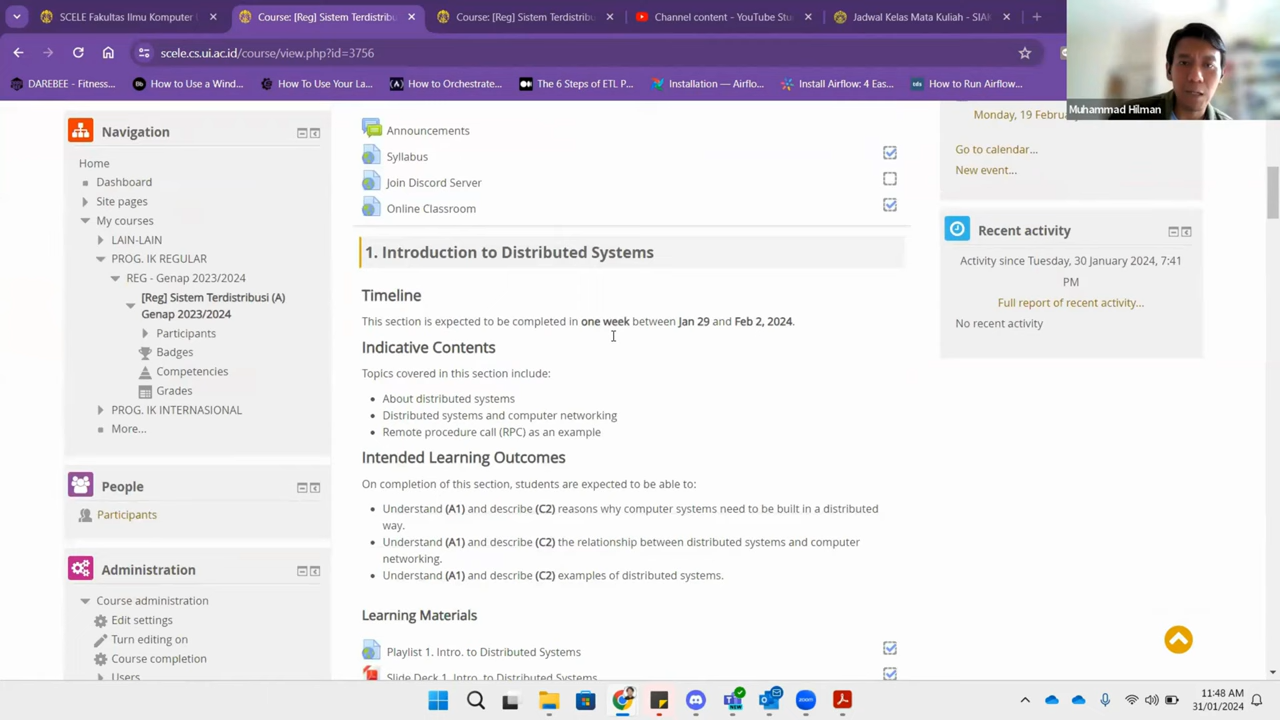 SCELE Fakultas Ilmu Komputer
Course: [Reg] Sistem Terdistribu
Course: [Reg] Sistem Terdistribu
Channel content - YouTube Stu
Jadwal Kelas Mata Kuliah - SIAK
scele.cs.ui.ac.id/course/view.php?id=3756
DAREBEE - Fitness...
How to Use a Wind...
How To Use Your La...
How to Orchestrate...
The 6 Steps of ETL P...
Installation — Airflo...
Install Airflow: 4 Eas...
How to Run Airflow...
Muhammad Hilman
Navigation
Home
Dashboard
Site pages
My courses
LAIN-LAIN
PROG. IK REGULAR
REG - Genap 2023/2024
[Reg] Sistem Terdistribusi (A)
Genap 2023/2024
Participants
Badges
Competencies
Grades
PROG. IK INTERNASIONAL
More...
People
Participants
Administration
Course administration
Edit settings
Turn editing on
Course completion
Users
Announcements
Syllabus
Join Discord Server
Online Classroom
1. Introduction to Distributed Systems
Timeline
This section is expected to be completed in one week between Jan 29 and Feb 2, 2024.
Indicative Contents
Topics covered in this section include:
About distributed systems
Distributed systems and computer networking
Remote procedure call (RPC) as an example
Intended Learning Outcomes
On completion of this section, students are expected to be able to:
Understand (A1) and describe (C2) reasons why computer systems need to be built in a distributed
way.
Understand (A1) and describe (C2) the relationship between distributed systems and computer
networking.
Understand (A1) and describe (C2) examples of distributed systems.
Learning Materials
Playlist 1. Intro. to Distributed Systems
Slide Deck 1. Intro. to Distributed Systems
Monday, 19 Februa
Go to calendar...
New event...
Recent activity
Activity since Tuesday, 30 January 2024, 7:41
PM
Full report of recent activity...
No recent activity
11:48 AM
31/01/2024